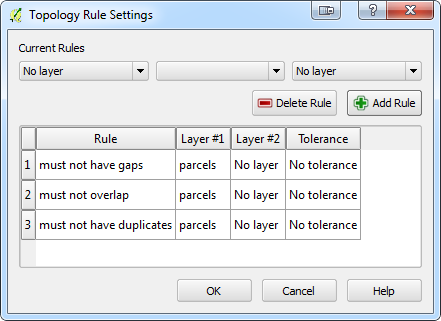 Topology Rule Settings
Current Rules
No layer No layer
Delete Rule Add Rule
Rule Layer #1 Layer #2 Tolerance
1 must not have gaps parcels No layer No tolerance
2 must not overlap parcels No layer No tolerance
3 must not have duplicates parcels No layer No tolerance
OK Cancel Help